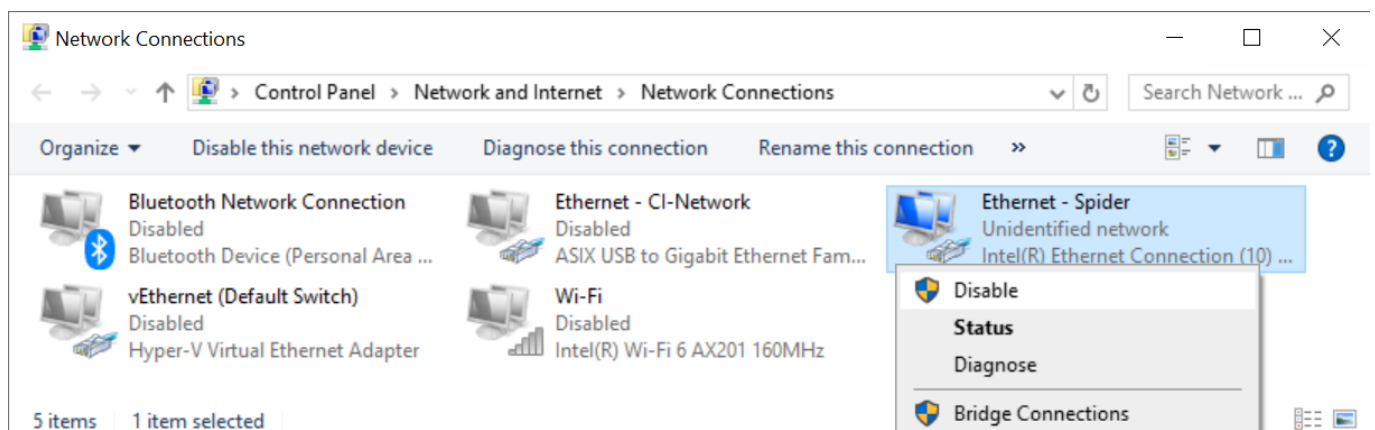 Network Connections
Control Panel > Network and Internet > Network Connections
Search Network ...
Organize
Disable this network device
Diagnose this connection
Rename this connection
»
Bluetooth Network Connection
Disabled
Bluetooth Device (Personal Area ...
Ethernet - CI-Network
Disabled
ASIX USB to Gigabit Ethernet Fam...
Ethernet - Spider
Unidentified network
Intel(R) Ethernet Connection (10) ...
vEthernet (Default Switch)
Disabled
Hyper-V Virtual Ethernet Adapter
Wi-Fi
Disabled
Intel(R) Wi-Fi 6 AX201 160MHz
Disable
Status
Diagnose
Bridge Connections
5 items
1 item selected